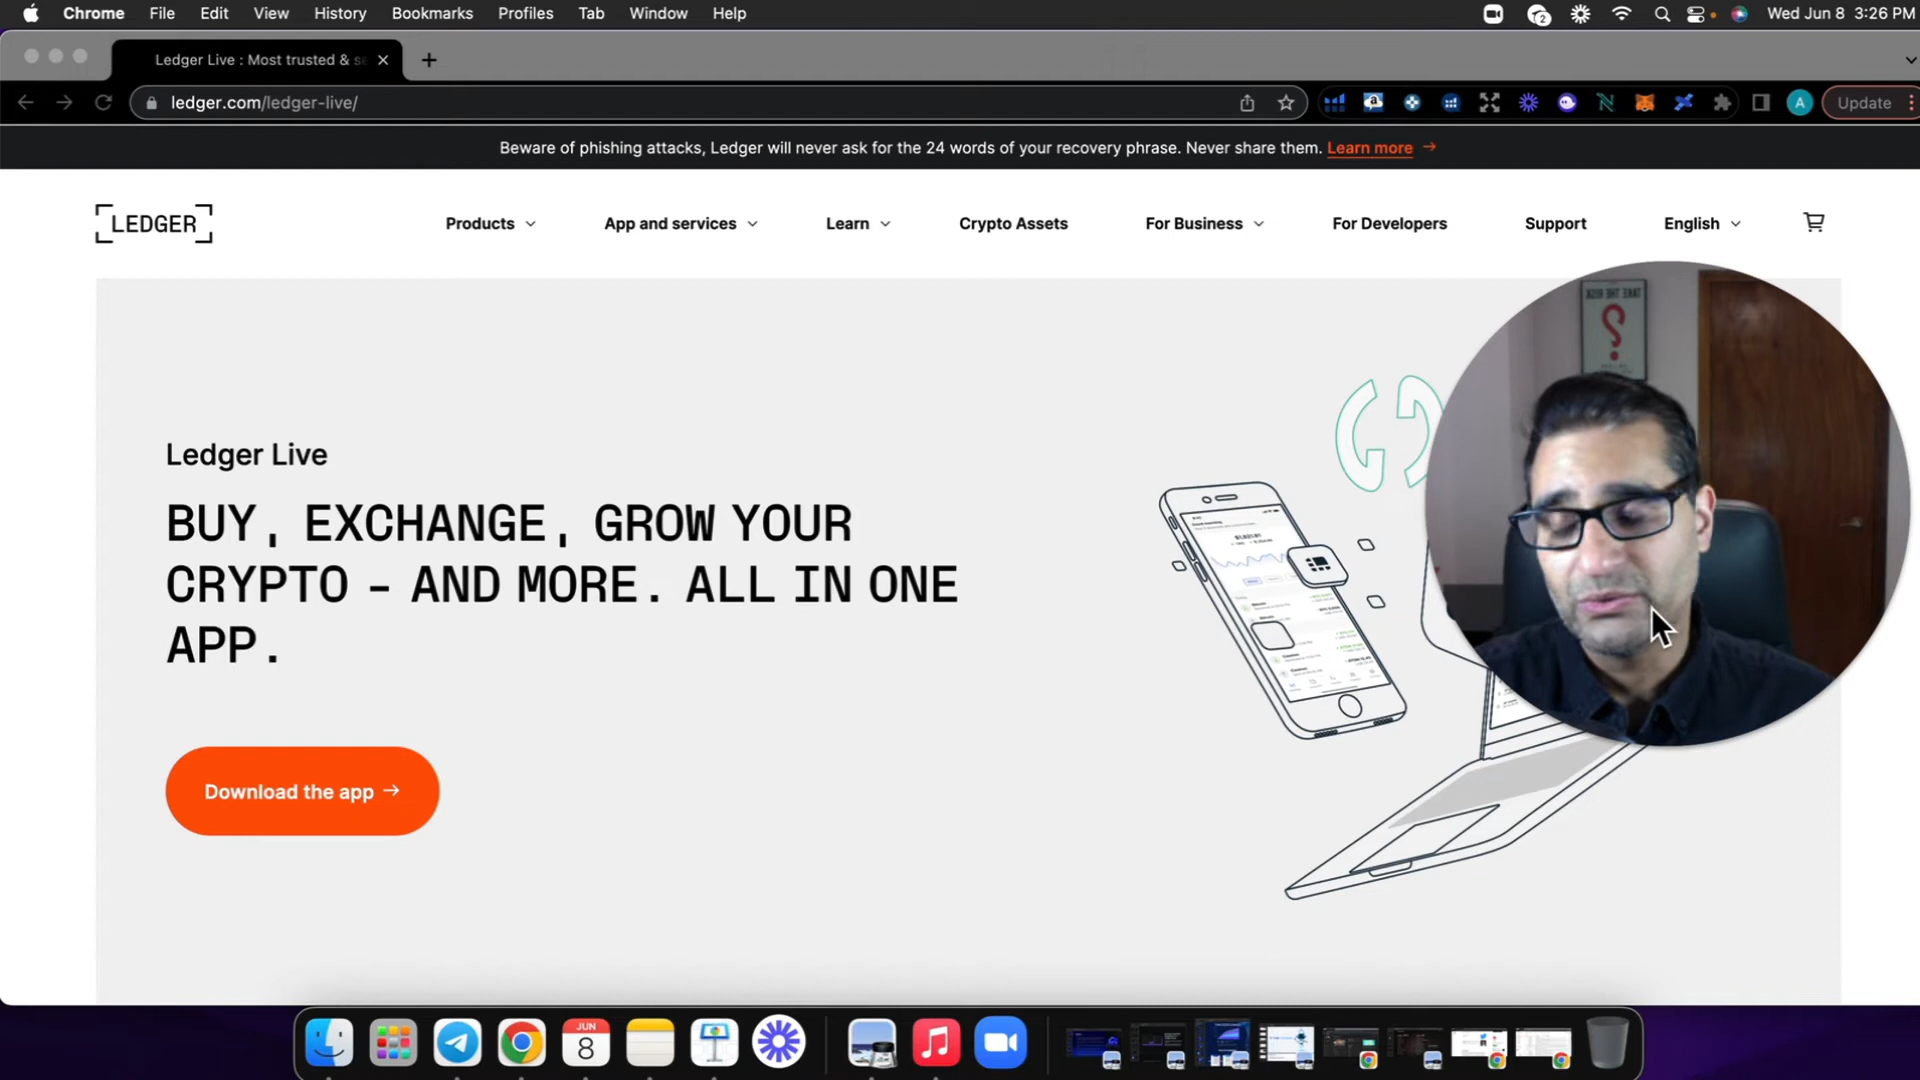 Chrome File Edit View History Bookmarks Profiles Tab Window Help Wed Jun 8 3:26 PM
Ledger Live : Most trusted & se
ledger.com/ledger-live/
A Update
Beware of phishing attacks, Ledger will never ask for the 24 words of your recovery phrase. Never share them. Learn more →
LEDGER
Products App and services Learn Crypto Assets For Business For Developers Support English
Ledger Live
BUY, EXCHANGE, GROW YOUR
CRYPTO - AND MORE. ALL IN ONE
APP.
Download the app →
JUN
8